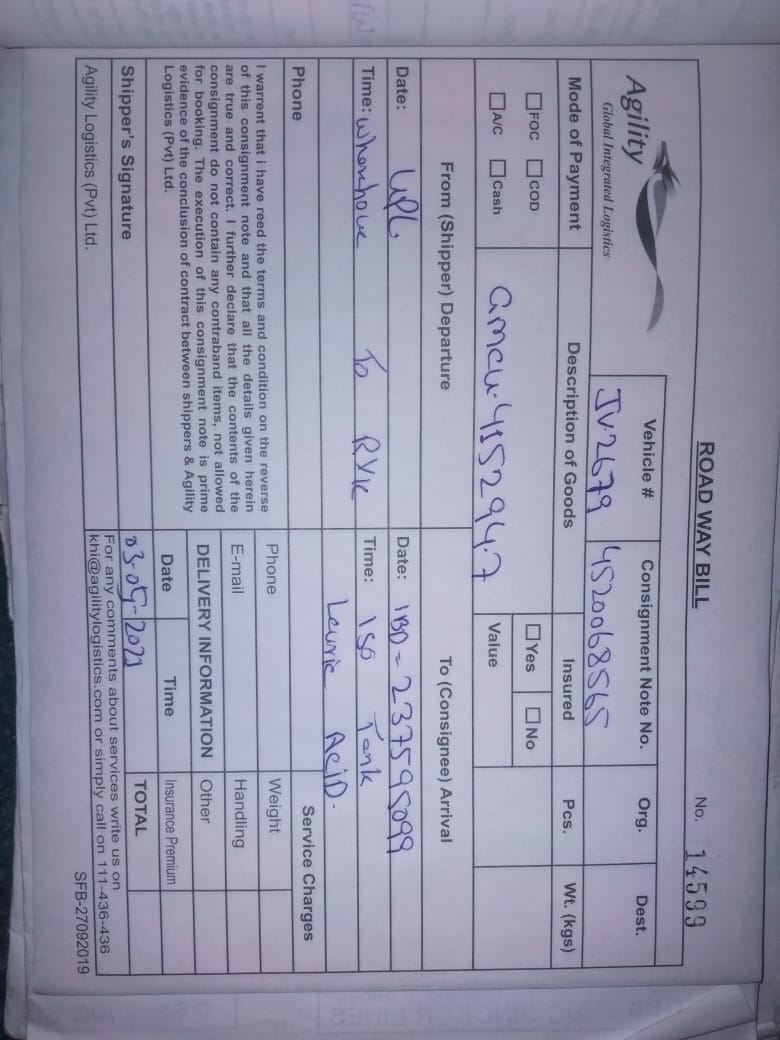 ROAD WAY BILL
No. 14599
Agility
Global Integrated Logistics
Vehicle # Consignment Note No. Org. Dest.
JV.2679 4520068565
Mode of Payment Description of Goods Insured Pcs. Wt. (kgs)
FOC COD Yes No
A/C Cash GMCU.415294.7 Value
From (Shipper) Departure To (Consignee) Arrival
Date: UPL Date: IBD = 237595099
Time: Wharehoue To RYK Time: ISO Tank
Leuric AciD.
Phone Service Charges
I warrent that i have reed the terms and condition on the reverse
of this consignment note and that all the details given herein
are true and correct. I further declare that the contents of the
consignment do not contain any contraband items, not allowed
for booking. The execution of this consignment note is prime
evidence of the conclusion of contract between shippers & Agility
Logistics (Pvt) Ltd.
Phone Weight
E-mail Handling
DELIVERY INFORMATION Other
Date Time Insurance Premium
03-05-2021 TOTAL
Shipper's Signature
For any comments about services write us on
khi@agilitylogistics.com or simply call on 111-436-436
Agility Logistics (Pvt) Ltd.
SFB-27092019